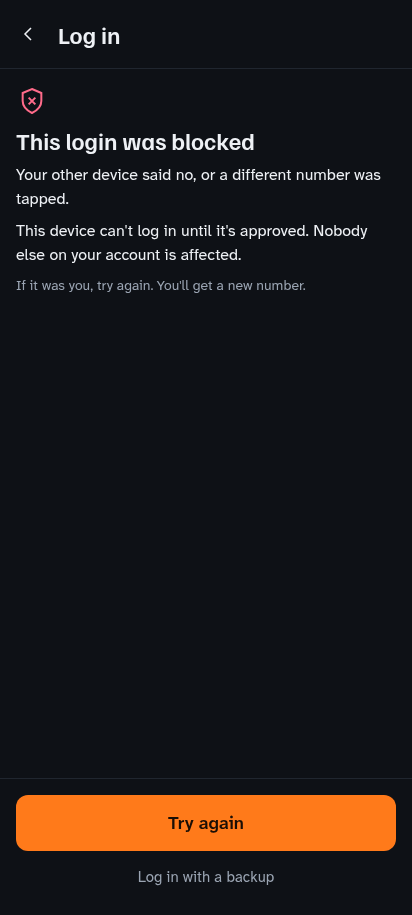 Log in
This login was blocked
Your other device said no, or a different number was
tapped.
This device can't log in until it's approved. Nobody
else on your account is affected.
If it was you, try again. You'll get a new number.
Try again
Log in with a backup